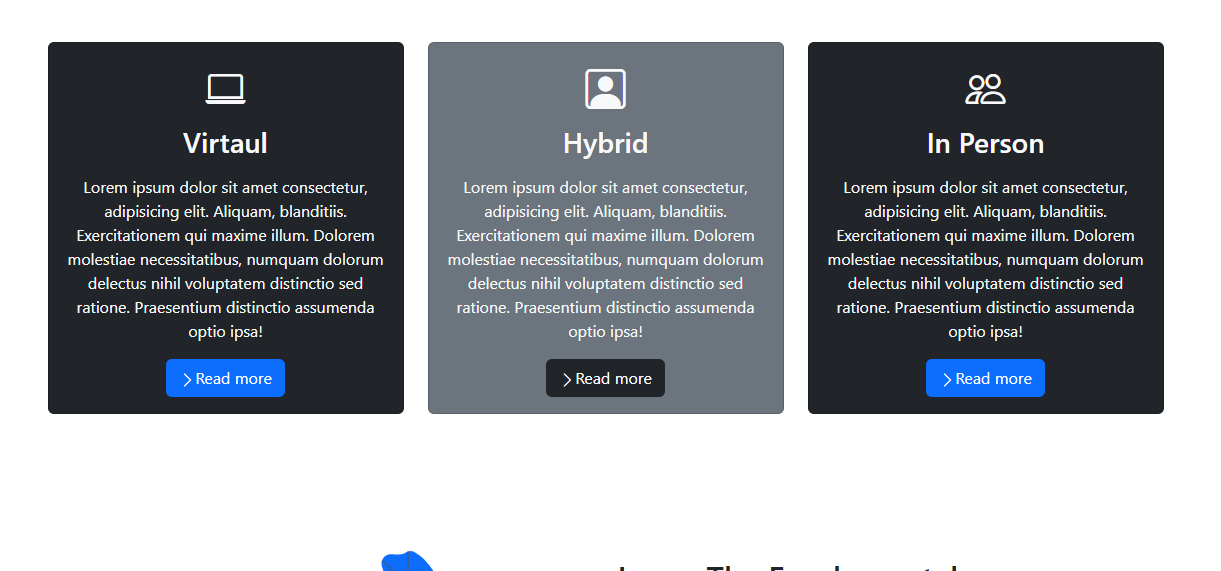 Virtaul
Lorem ipsum dolor sit amet consectetur,
adipisicing elit. Aliquam, blanditiis.
Exercitationem qui maxime illum. Dolorem
molestiae necessitatibus, numquam dolorum
delectus nihil voluptatem distinctio sed
ratione. Praesentium distinctio assumenda
optio ipsa!
Read more
Hybrid
Lorem ipsum dolor sit amet consectetur,
adipisicing elit. Aliquam, blanditiis.
Exercitationem qui maxime illum. Dolorem
molestiae necessitatibus, numquam dolorum
delectus nihil voluptatem distinctio sed
ratione. Praesentium distinctio assumenda
optio ipsa!
Read more
In Person
Lorem ipsum dolor sit amet consectetur,
adipisicing elit. Aliquam, blanditiis.
Exercitationem qui maxime illum. Dolorem
molestiae necessitatibus, numquam dolorum
delectus nihil voluptatem distinctio sed
ratione. Praesentium distinctio assumenda
optio ipsa!
Read more